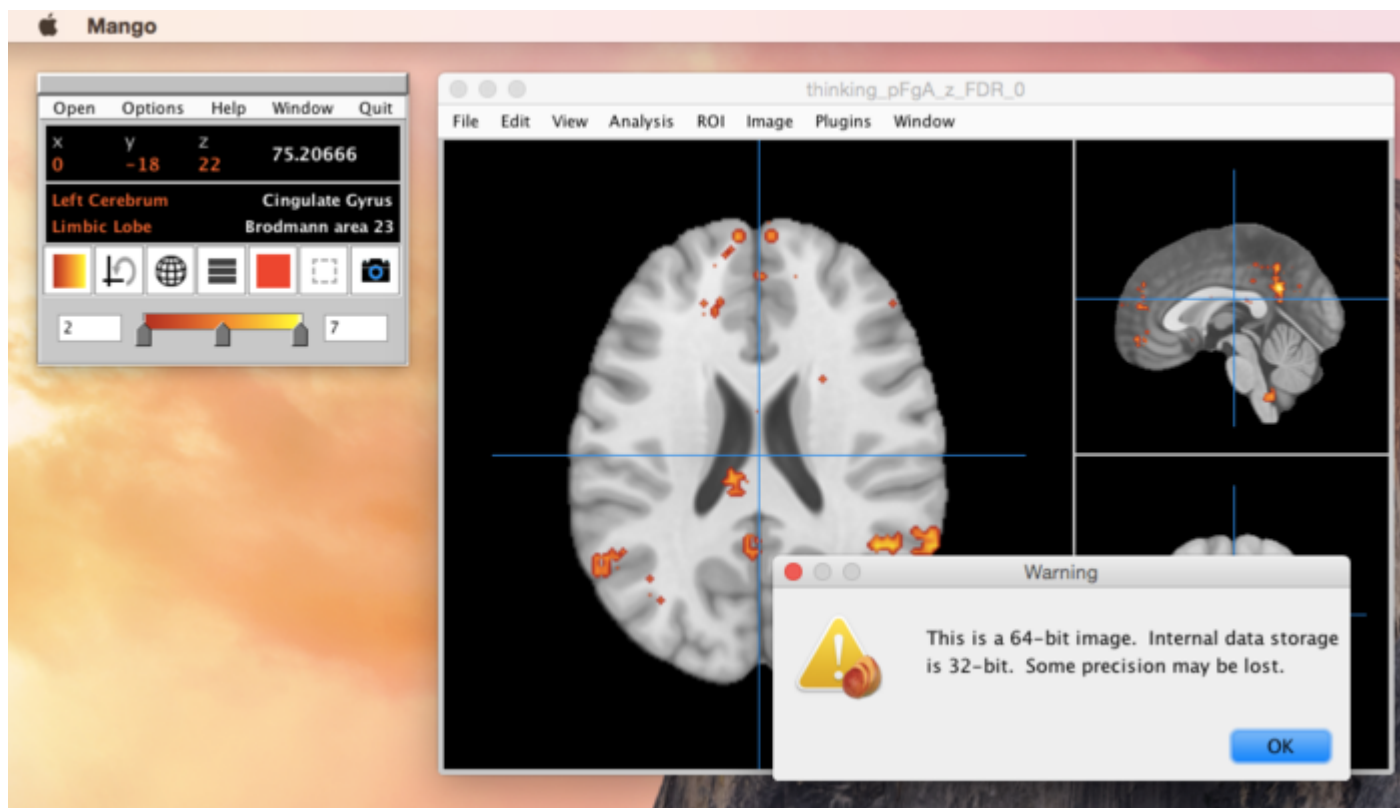 Mango
Open Options Help Window Quit
x y z 75.20666
0 -18 22
Left Cerebrum Cingulate Gyrus
Limbic Lobe Brodmann area 23
2 7
thinking_pFgA_z_FDR_0
File Edit View Analysis ROI Image Plugins Window
Warning
This is a 64-bit image. Internal data storage
is 32-bit. Some precision may be lost.
OK